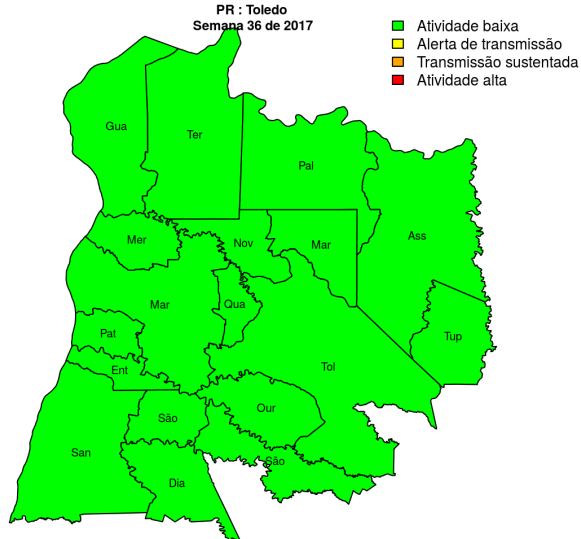 PR : Toledo
Semana 36 de 2017
Atividade baixa
Alerta de transmissão
Transmissão sustentada
Atividade alta
Gua
Ter
Pal
Mer
Nov
Mar
Ass
Mar
Qua
Pat
Tup
Ent
Tol
São
Our
San
São
Dia